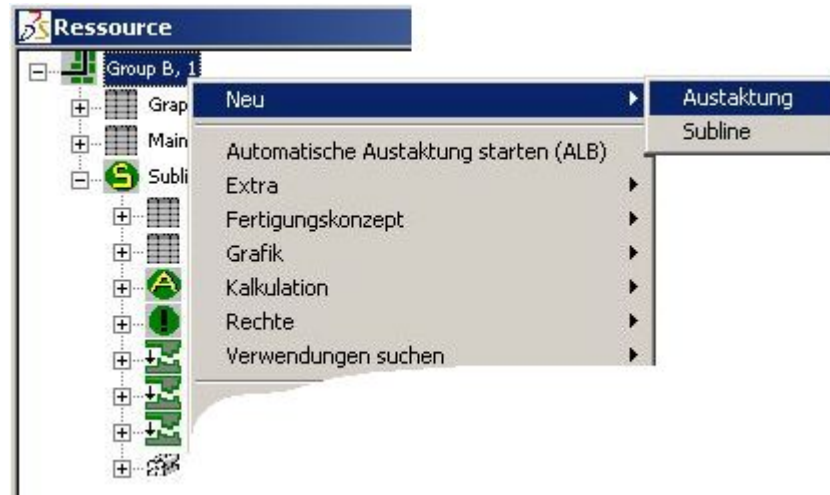 Ressource
Group B, 1
Grap
Main
Subli
Neu
Automatische Austaktung starten (ALB)
Extra
Fertigungskonzept
Grafik
Kalkulation
Rechte
Verwendungen suchen
Austaktung
Subline